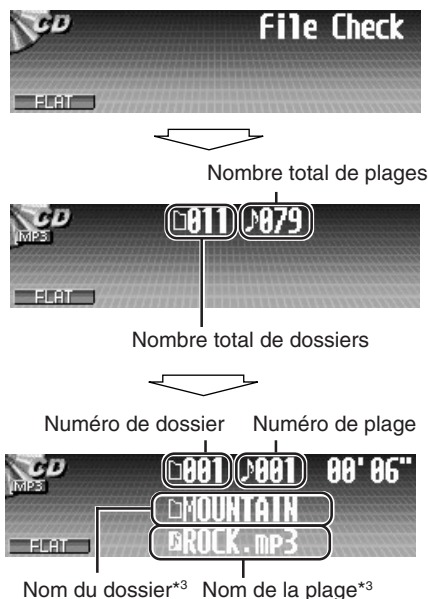 CD File Check
FLAT
Nombre total de plages
CD 011 079
MP3
FLAT
Nombre total de dossiers
Numéro de dossier Numéro de plage
CD 001 001 00'06"
MP3
MOUNTAIN
FLAT ROCK.mp3
Nom du dossier*3 Nom de la plage*3